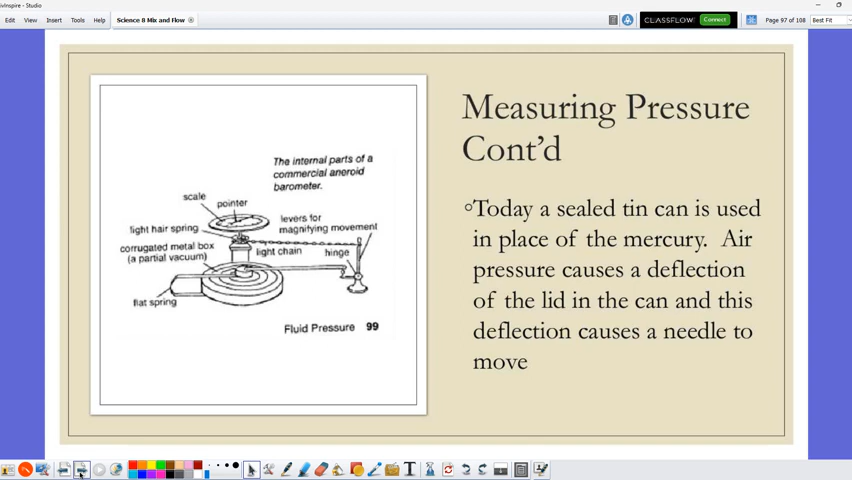 ivInspire - Studio
Edit View Insert Tools Help
Science 8 Mix and Flow
CLASSFLOW Connect
Page 97 of 108
Best Fit
Measuring Pressure
Cont'd
Today a sealed tin can is used
in place of the mercury. Air
pressure causes a deflection
of the lid in the can and this
deflection causes a needle to
move
The internal parts of a
commercial aneroid
barometer.
scale
pointer
light hair spring
levers for
magnifying movement
corrugated metal box
(a partial vacuum)
light chain
hinge
flat spring
Fluid Pressure 99
T